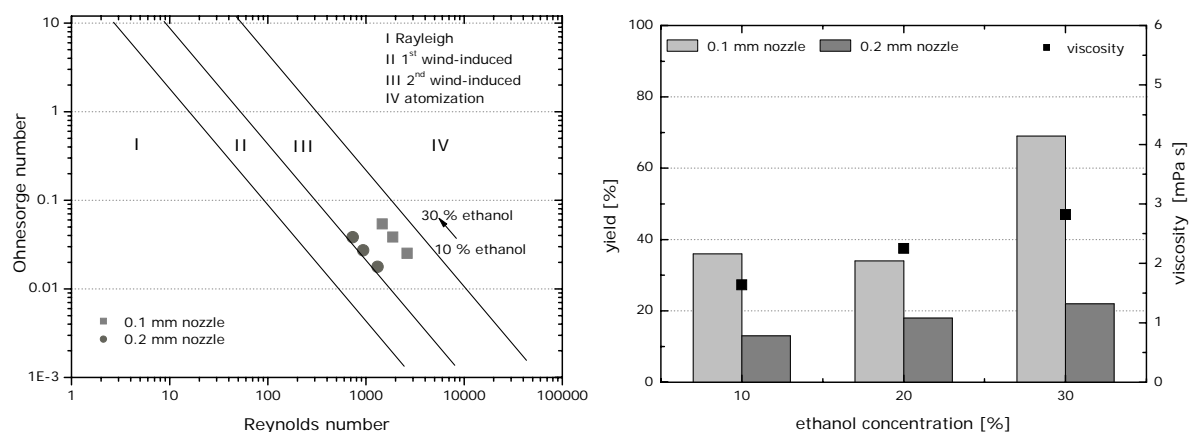 10
1
0.1
0.01
1E-3
Ohnesorge number
I Rayleigh
II 1st wind-induced
III 2nd wind-induced
IV atomization
I
II
III
IV
30 % ethanol
10 % ethanol
0.1 mm nozzle
0.2 mm nozzle
1 10 100 1000 10000 100000
Reynolds number
100
80
60
40
20
0
yield [%]
0.1 mm nozzle 0.2 mm nozzle viscosity
6
5
4
3
2
1
0
viscosity [mPa s]
10 20 30
ethanol concentration [%]